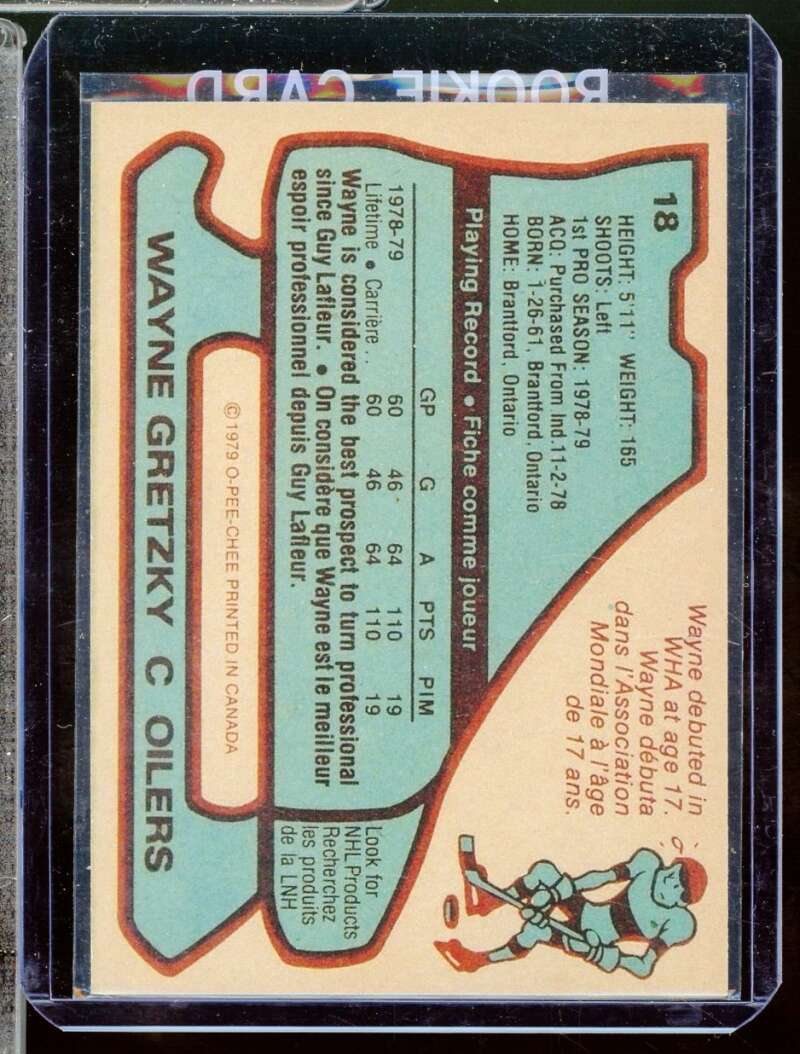 ROOKIE CARD
18
HEIGHT: 5'11" WEIGHT: 165
SHOOTS: Left
1st PRO SEASON: 1978-79
ACQ: Purchased From Ind. 11-2-78
BORN: 1-26-61, Brantford, Ontario
HOME: Brantford, Ontario
Wayne debuted in
WHA at age 17.
Wayne débuta
dans l'Association
Mondiale à l'âge
de 17 ans.
Playing Record • Fiche comme joueur
GP G A PTS PIM
1978-79 60 46 64 110 19
Lifetime • Carrière .. 60 46 64 110 19
Wayne is considered the best prospect to turn professional
since Guy Lafleur. • On considère que Wayne est le meilleur
espoir professionnel depuis Guy Lafleur.
Look for
NHL Products
Recherchez
les produits
de la LNH
© 1979 O-PEE-CHEE PRINTED IN CANADA
WAYNE GRETZKY C OILERS